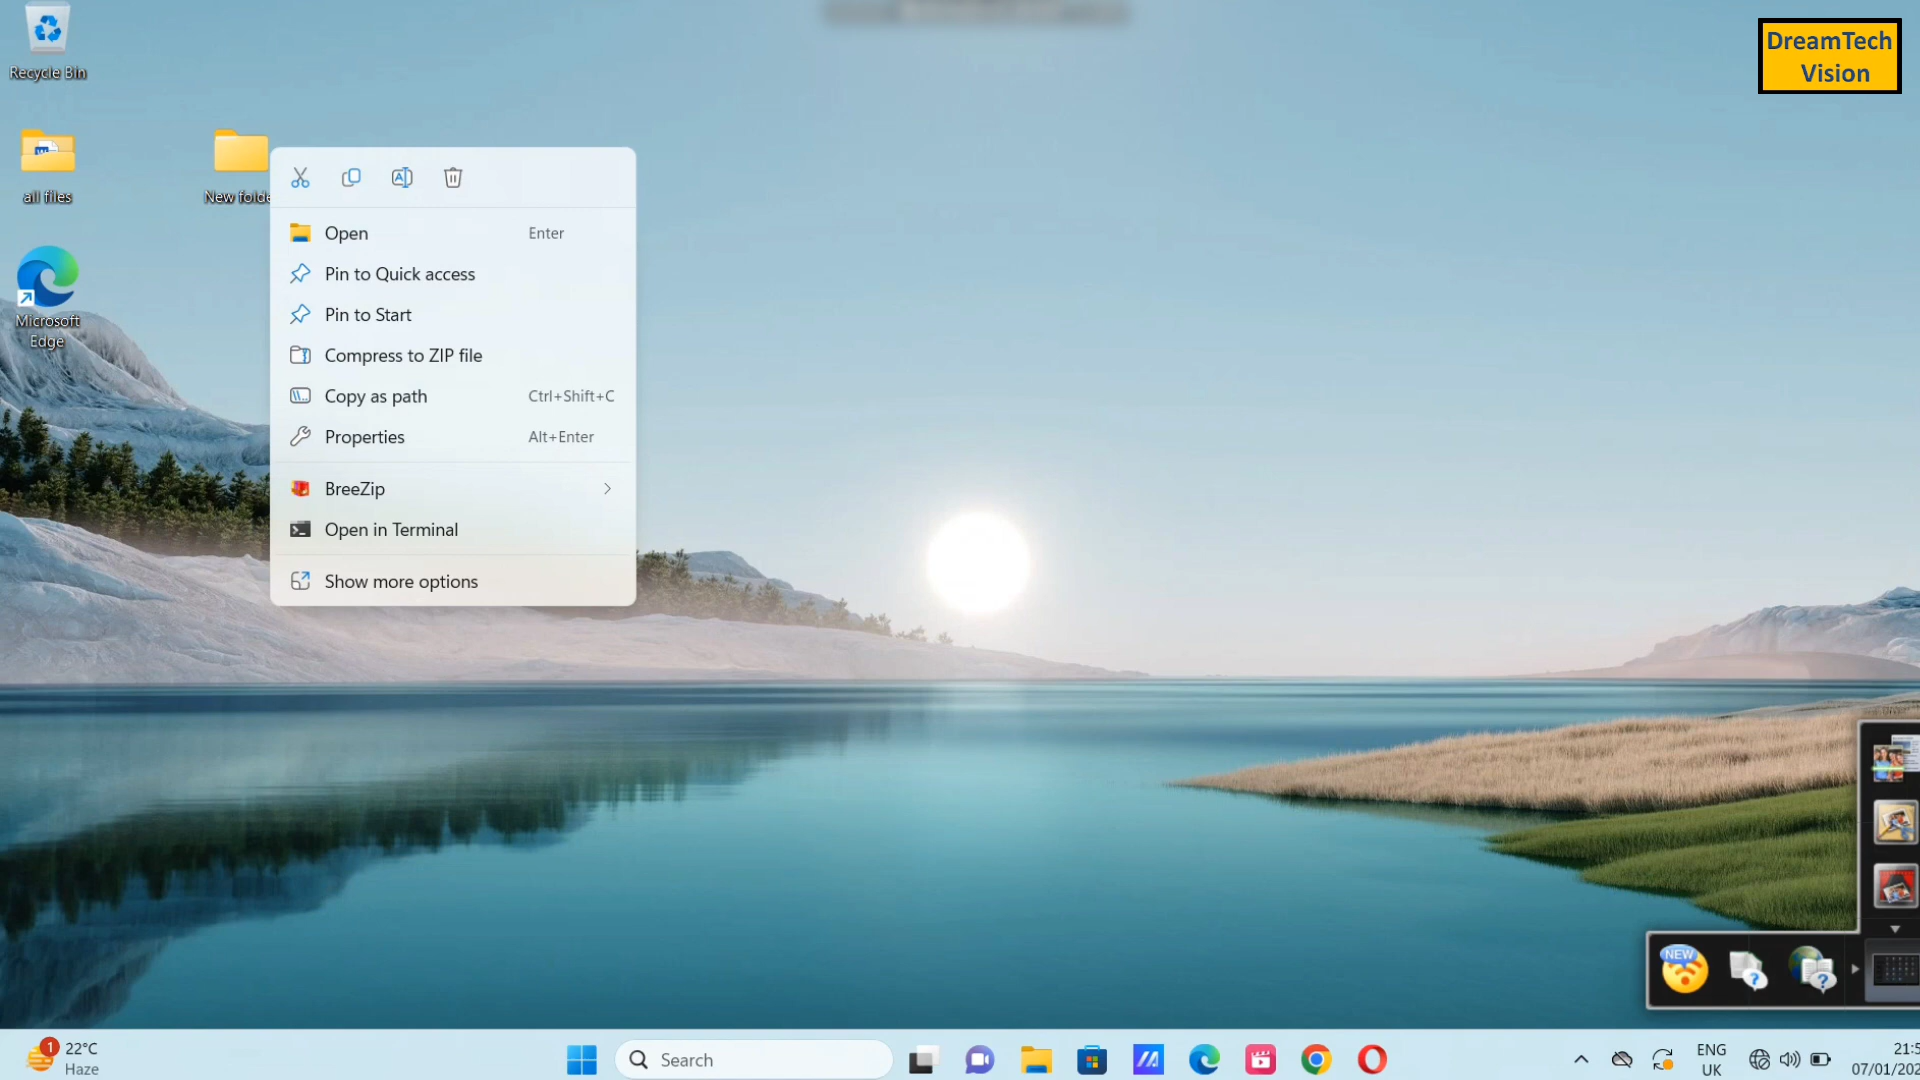 Recycle Bin
DreamTech
Vision
all files
New folde
Open Enter
Pin to Quick access
Pin to Start
Compress to ZIP file
Copy as path Ctrl+Shift+C
Properties Alt+Enter
BreeZip
Open in Terminal
Show more options
Microsoft
Edge
NEW
1
22°C
Haze
Search
ENG
UK
21:5
07/01/202